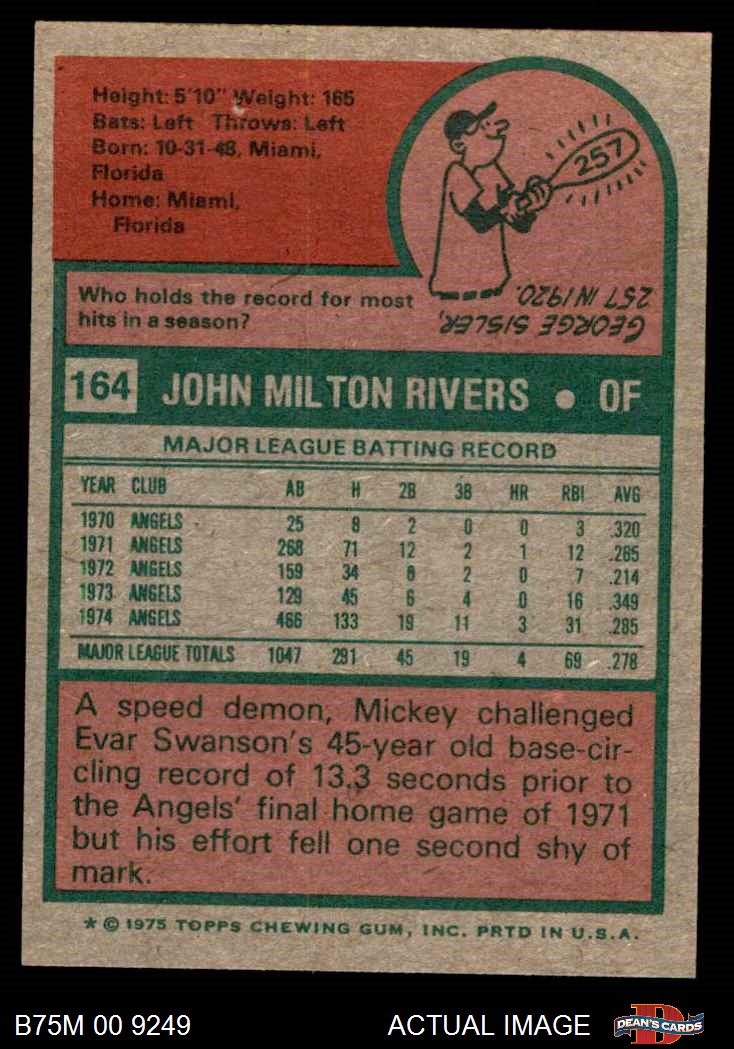 Height: 5'10" Weight: 165
Bats: Left Throws: Left
Born: 10-31-48, Miami,
Florida
Home: Miami,
Florida
257
Who holds the record for most
hits in a season?
GEORGE SISLER,
257 IN 1920.
164 JOHN MILTON RIVERS • OF
MAJOR LEAGUE BATTING RECORD
YEAR CLUB AB H 2B 3B HR RBI AVG
1970 ANGELS 25 8 2 0 0 3 .320
1971 ANGELS 268 71 12 2 1 12 .265
1972 ANGELS 159 34 8 2 0 7 .214
1973 ANGELS 129 45 6 4 0 16 .349
1974 ANGELS 466 133 19 11 3 31 .285
MAJOR LEAGUE TOTALS 1047 291 45 19 4 69 .278
A speed demon, Mickey challenged
Evar Swanson's 45-year old base-cir-
cling record of 13.3 seconds prior to
the Angels' final home game of 1971
but his effort fell one second shy of
mark.
* © 1975 TOPPS CHEWING GUM, INC. PRTD IN U.S.A.
B75M 00 9249 ACTUAL IMAGE DEAN'S CARDS